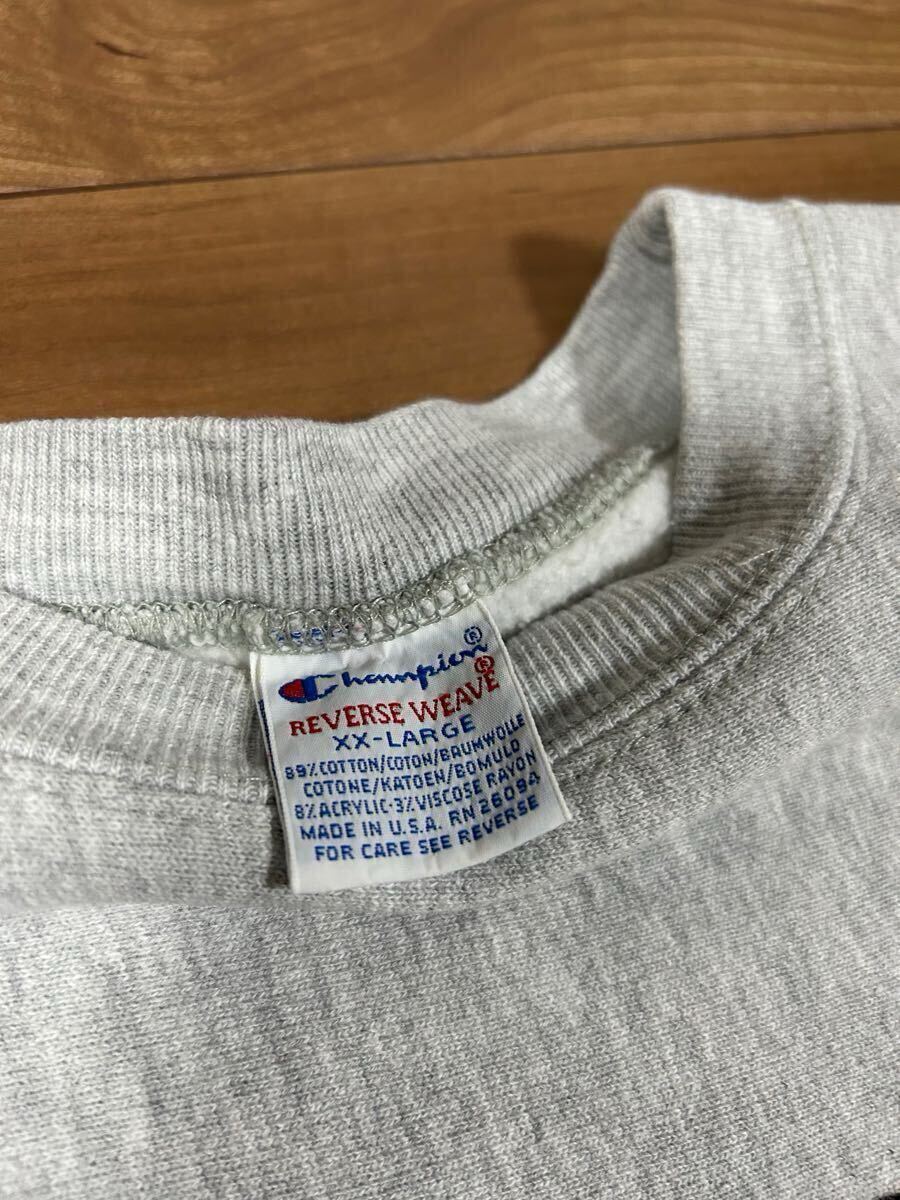 Champion®
REVERSE WEAVE®
XX-LARGE
89% COTTON/COTON/BAUMWOLLE
COTONE/KATOEN/BOMULD
8% ACRYLIC·3% VISCOSE RAYON
MADE IN U.S.A. RN 26094
FOR CARE SEE REVERSE